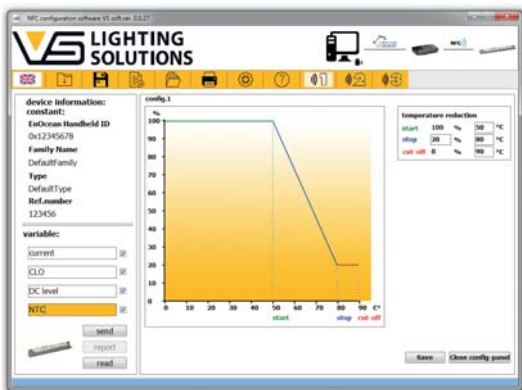 NFC configuration software VS soft.ver. 0.0.27
VS LIGHTING
SOLUTIONS
NFC
1 2 3
device information:
constant:
EnOcean Handheld ID
0x12345678
Family Name
DefaultFamily
Type
DefaultType
Ref.number
123456
variable:
current
CLO
DC level
NTC
send
report
read
config.1
%
100
90
80
70
60
50
40
30
20
10
0
0 10 20 30 40 50 60 70 80 90 C°
start stop cut off
temperature reduction
start 100 % 50 °C
stop 20 % 80 °C
cut off 0 % 90 °C
Save Close config-panel